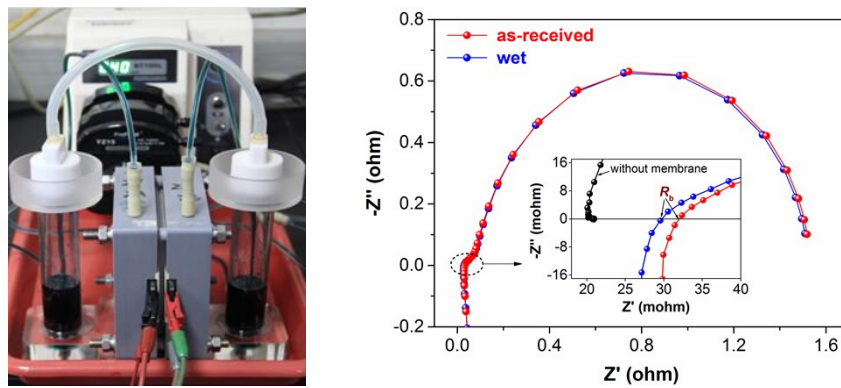 0.8
0.6
0.4
0.2
0.0
-0.2
-Z'' (ohm)
as-received
wet
16
8
0
-8
-16
-Z'' (mohm)
without membrane
R_b
20 25 30 35 40
Z' (mohm)
0.0 0.4 0.8 1.2 1.6
Z' (ohm)